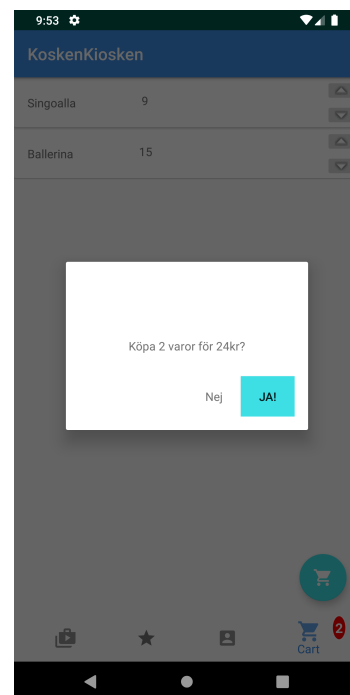 9:53
KoskenKiosken
Singoalla 9
Ballerina 15
Köpa 2 varor för 24kr?
Nej JA!
2
Cart